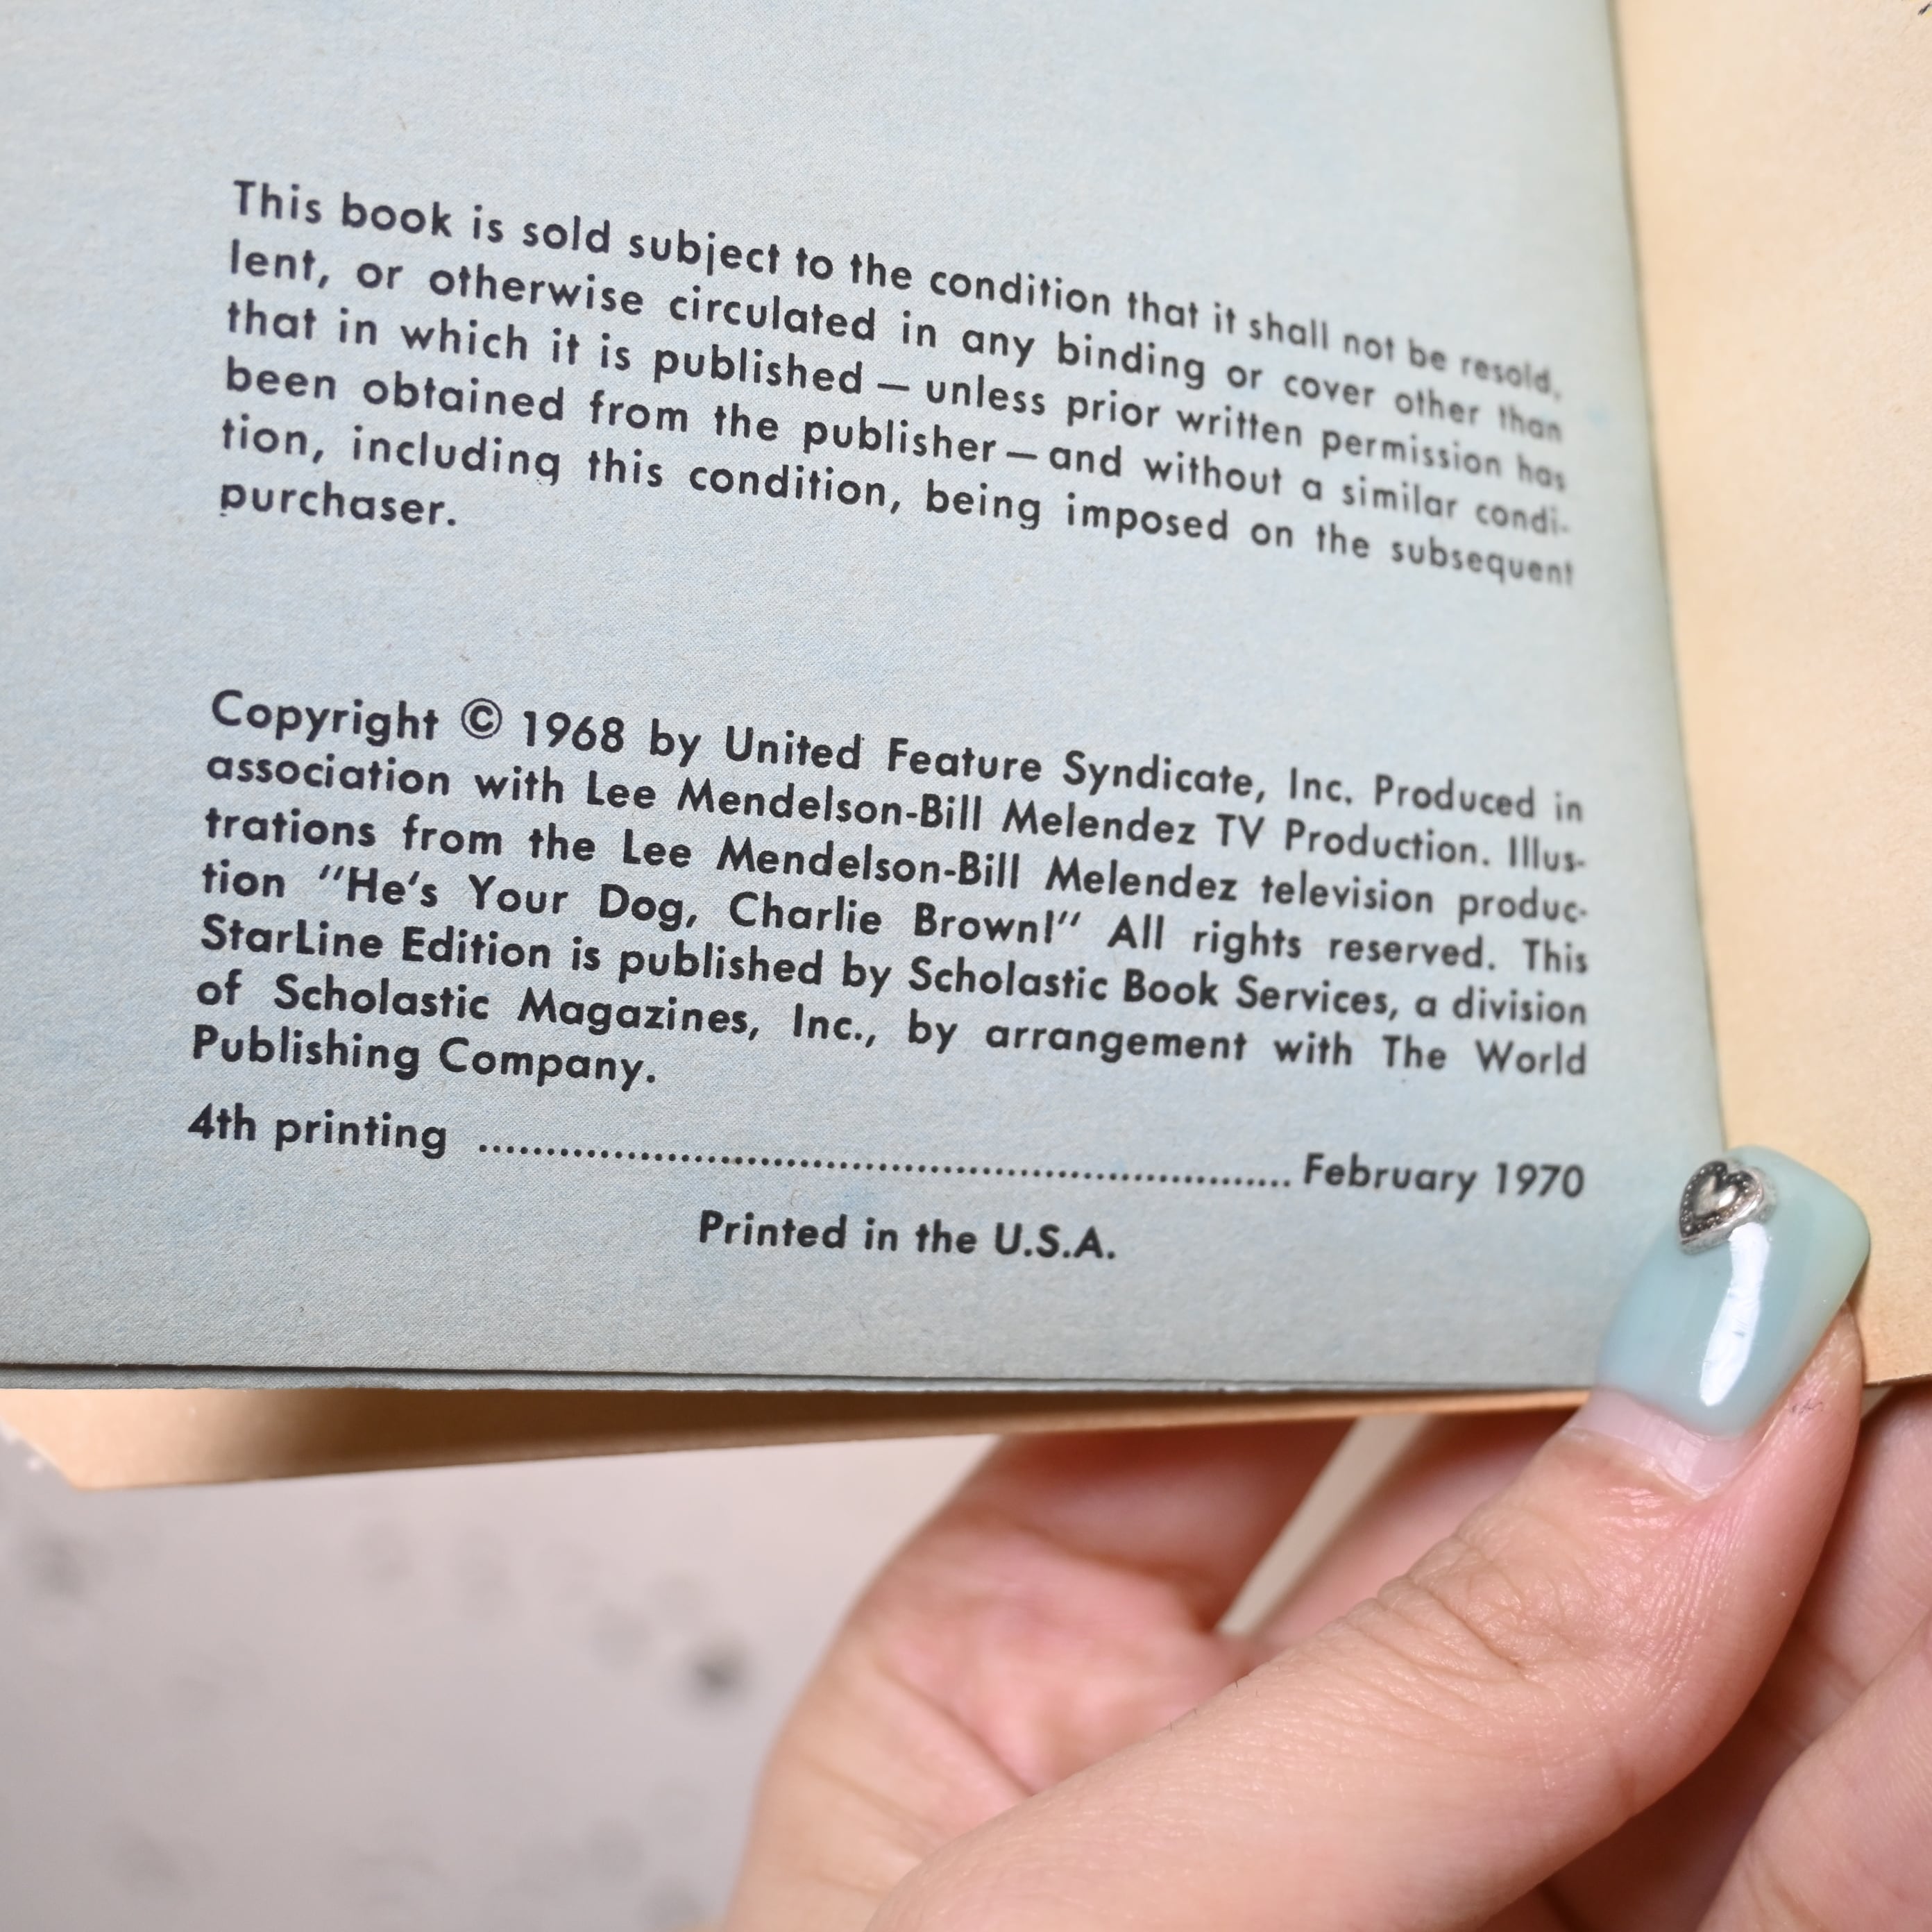 This book is sold subject to the condition that it shall not be resold,
lent, or otherwise circulated in any binding or cover other than
that in which it is published — unless prior written permission has
been obtained from the publisher — and without a similar condi-
tion, including this condition, being imposed on the subsequent
purchaser.
Copyright © 1968 by United Feature Syndicate, Inc. Produced in
association with Lee Mendelson-Bill Melendez TV Production. Illus-
trations from the Lee Mendelson-Bill Melendez television produc-
tion "He's Your Dog, Charlie Brown!" All rights reserved. This
StarLine Edition is published by Scholastic Book Services, a division
of Scholastic Magazines, Inc., by arrangement with The World
Publishing Company.
4th printing ............................................................ February 1970
Printed in the U.S.A.